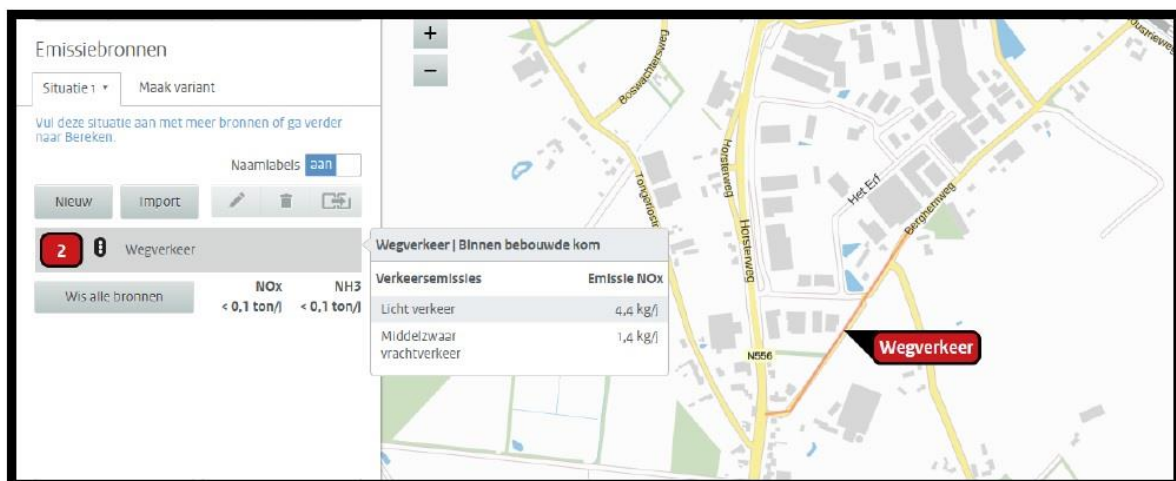 Emissiebronnen
Situatie 1
Maak variant
Vul deze situatie aan met meer bronnen of ga verder
naar Bereken.
Naamlabels aan
Nieuw
Import
2
Wegverkeer
Wis alle bronnen
NOx
NH3
< 0,1 ton/j
< 0,1 ton/j
Wegverkeer | Binnen bebouwde kom
Verkeersemissies
Emissie NOx
Licht verkeer
4,4 kg/j
Middelzwaar
vrachtverkeer
1,4 kg/j
+
−
Boswachtersweg
Horsterweg
Horsterweg
Het Erf
Berghemweg
N556
Wegverkeer